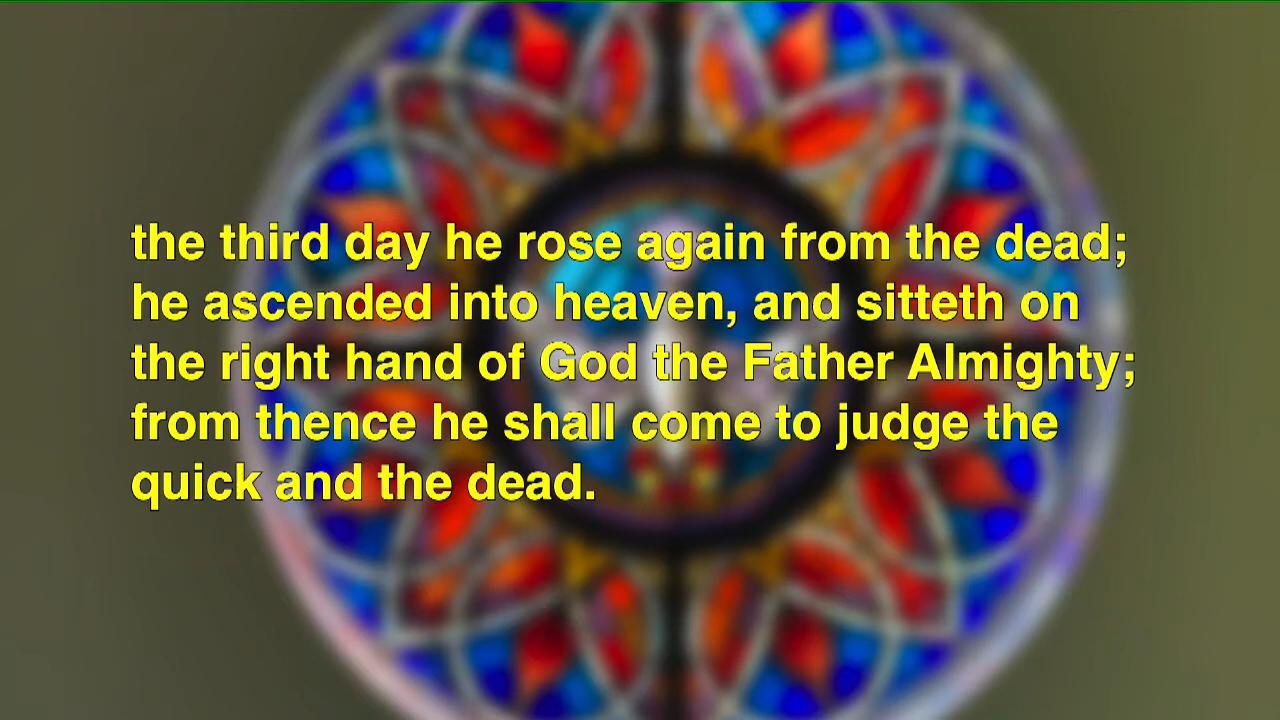 the third day he rose again from the dead;
he ascended into heaven, and sitteth on
the right hand of God the Father Almighty;
from thence he shall come to judge the
quick and the dead.